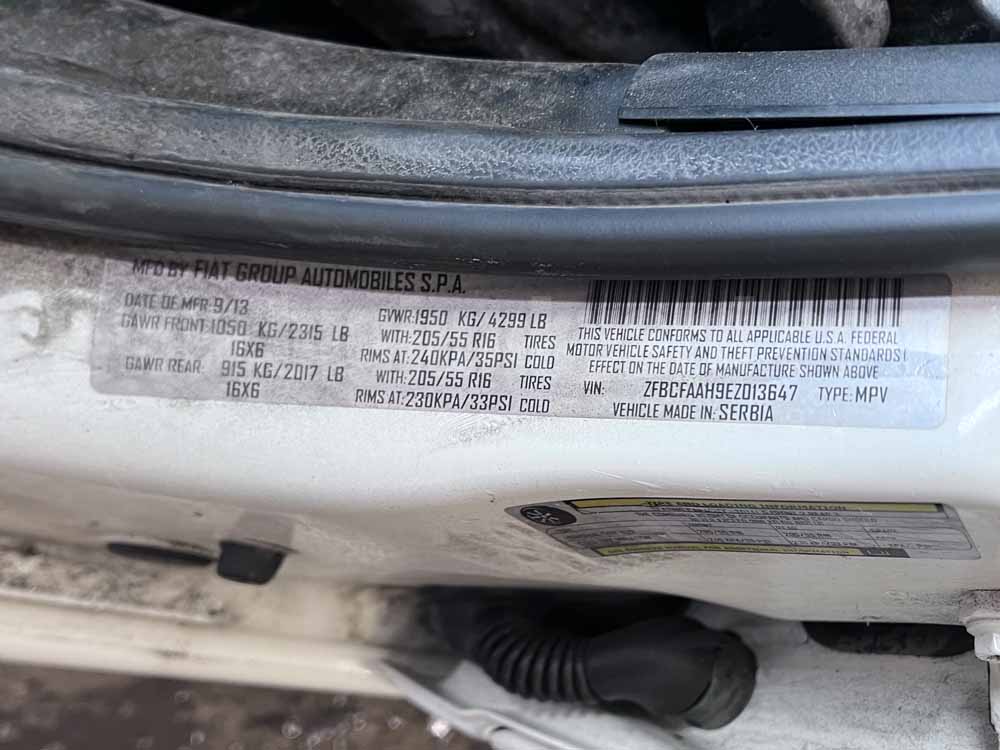 MFD BY FIAT GROUP AUTOMOBILES S.P.A.
DATE OF MFR: 9/13 GVWR: 1950 KG/ 4299 LB
GAWR FRONT: 1050 KG/2315 LB WITH: 205/55 R16 TIRES
16X6 RIMS AT: 240KPA/35PSI COLD
GAWR REAR: 915 KG/2017 LB WITH: 205/55 R16 TIRES
16X6 RIMS AT: 230KPA/33PSI COLD
THIS VEHICLE CONFORMS TO ALL APPLICABLE U.S.A. FEDERAL
MOTOR VEHICLE SAFETY AND THEFT PREVENTION STANDARDS I
EFFECT ON THE DATE OF MANUFACTURE SHOWN ABOVE
VIN: ZFBCFAAH9EZ013647 TYPE: MPV
VEHICLE MADE IN: SERBIA
TIRE AND LOADING INFORMATION